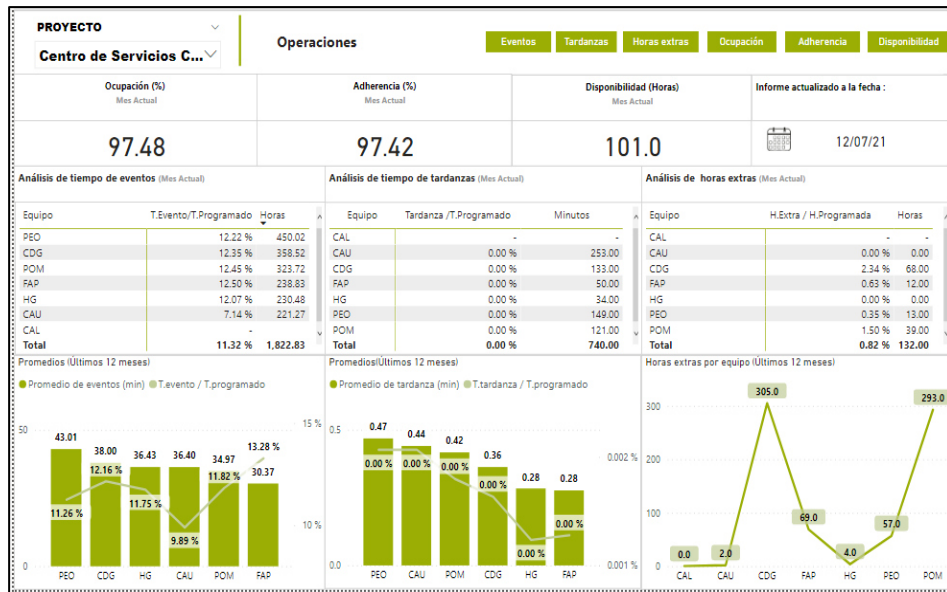 PROYECTO
Centro de Servicios C...
Operaciones
Eventos Tardanzas Horas extras Ocupación Adherencia Disponibilidad
Ocupación (%)
Mes Actual
97.48
Adherencia (%)
Mes Actual
97.42
Disponibilidad (Horas)
Mes Actual
101.0
Informe actualizado a la fecha :
12/07/21
Análisis de tiempo de eventos (Mes Actual)
Equipo T.Evento/T.Programado Horas
PEO 12.22 % 450.02
CDG 12.35 % 358.52
POM 12.45 % 323.72
FAP 12.50 % 238.83
HG 12.07 % 230.48
CAU 7.14 % 221.27
CAL -
Total 11.32 % 1,822.83
Análisis de tiempo de tardanzas (Mes Actual)
Equipo Tardanza /T.Programado Minutos
CAL - -
CAU 0.00 % 253.00
CDG 0.00 % 133.00
FAP 0.00 % 50.00
HG 0.00 % 34.00
PEO 0.00 % 149.00
POM 0.00 % 121.00
Total 0.00 % 740.00
Análisis de horas extras (Mes Actual)
Equipo H.Extra / H.Programada Horas
CAL - -
CAU 0.00 % 0.00
CDG 2.34 % 68.00
FAP 0.63 % 12.00
HG 0.00 % 0.00
PEO 0.35 % 13.00
POM 1.50 % 39.00
Total 0.82 % 132.00
Promedios (Últimos 12 meses)
Promedio de eventos (min) T.evento / T.programado
50
0
15 %
10 %
43.01 38.00 36.43 36.40 34.97 30.37
11.26 % 12.16 % 11.75 % 9.89 % 11.82 % 13.28 %
PEO CDG HG CAU POM FAP
Promedios(Últimos 12 meses)
Promedio de tardanza (min) T.tardanza / T.programado
0.5
0.0
0.002 %
0.001 %
0.47 0.44 0.42 0.36 0.28 0.28
0.00 % 0.00 % 0.00 % 0.00 % 0.00 % 0.00 %
PEO CAU POM CDG HG FAP
Horas extras por equipo (Últimos 12 meses)
300
200
100
0
0.0 2.0 305.0 69.0 4.0 57.0 293.0
CAL CAU CDG FAP HG PEO POM